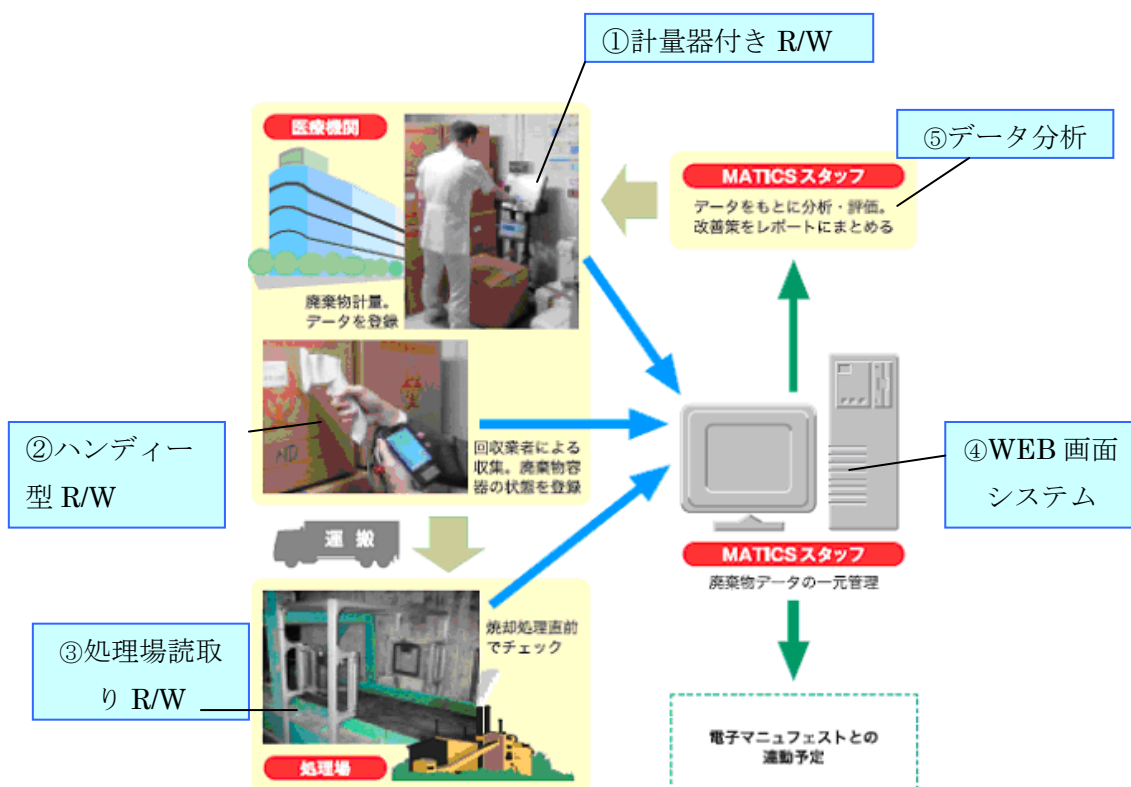 ①計量器付き R/W
医療機関
⑤データ分析
MATICSスタッフ
データをもとに分析・評価。
改善策をレポートにまとめる
廃棄物計量。
データを登録
②ハンディー
型 R/W
回収業者による
収集。廃棄物容
器の状態を登録
④WEB 画面
システム
運搬
MATICSスタッフ
廃棄物データの一元管理
③処理場読取
り R/W
焼却処理直前
でチェック
処理場
電子マニュフェストとの
連動予定